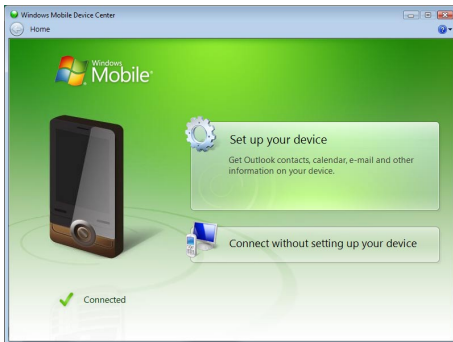 Windows Mobile Device Center
Home
Windows
Mobile®
Set up your device
Get Outlook contacts, calendar, e-mail and other
information on your device.
Connect without setting up your device
Connected